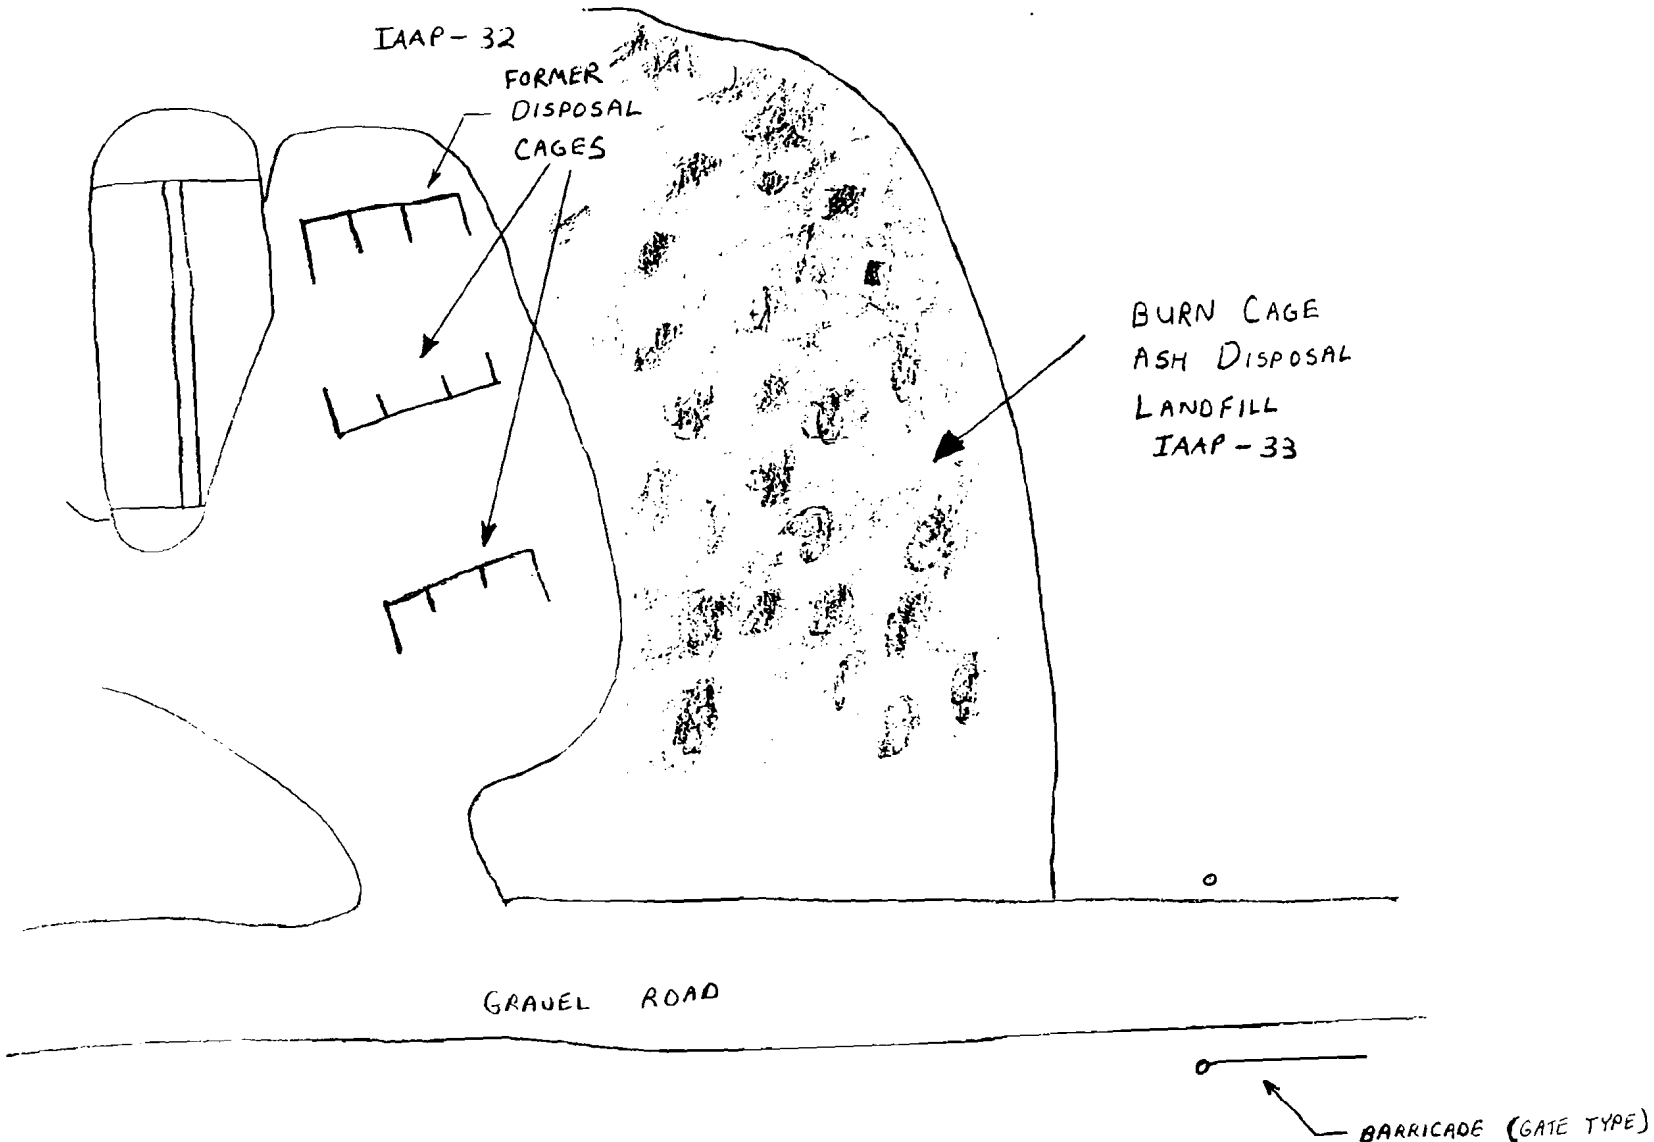 IAAP-32
FORMER
DISPOSAL
CAGES
BURN CAGE
ASH DISPOSAL
LANDFILL
IAAP-33
GRAVEL ROAD
BARRICADE (GATE TYPE)